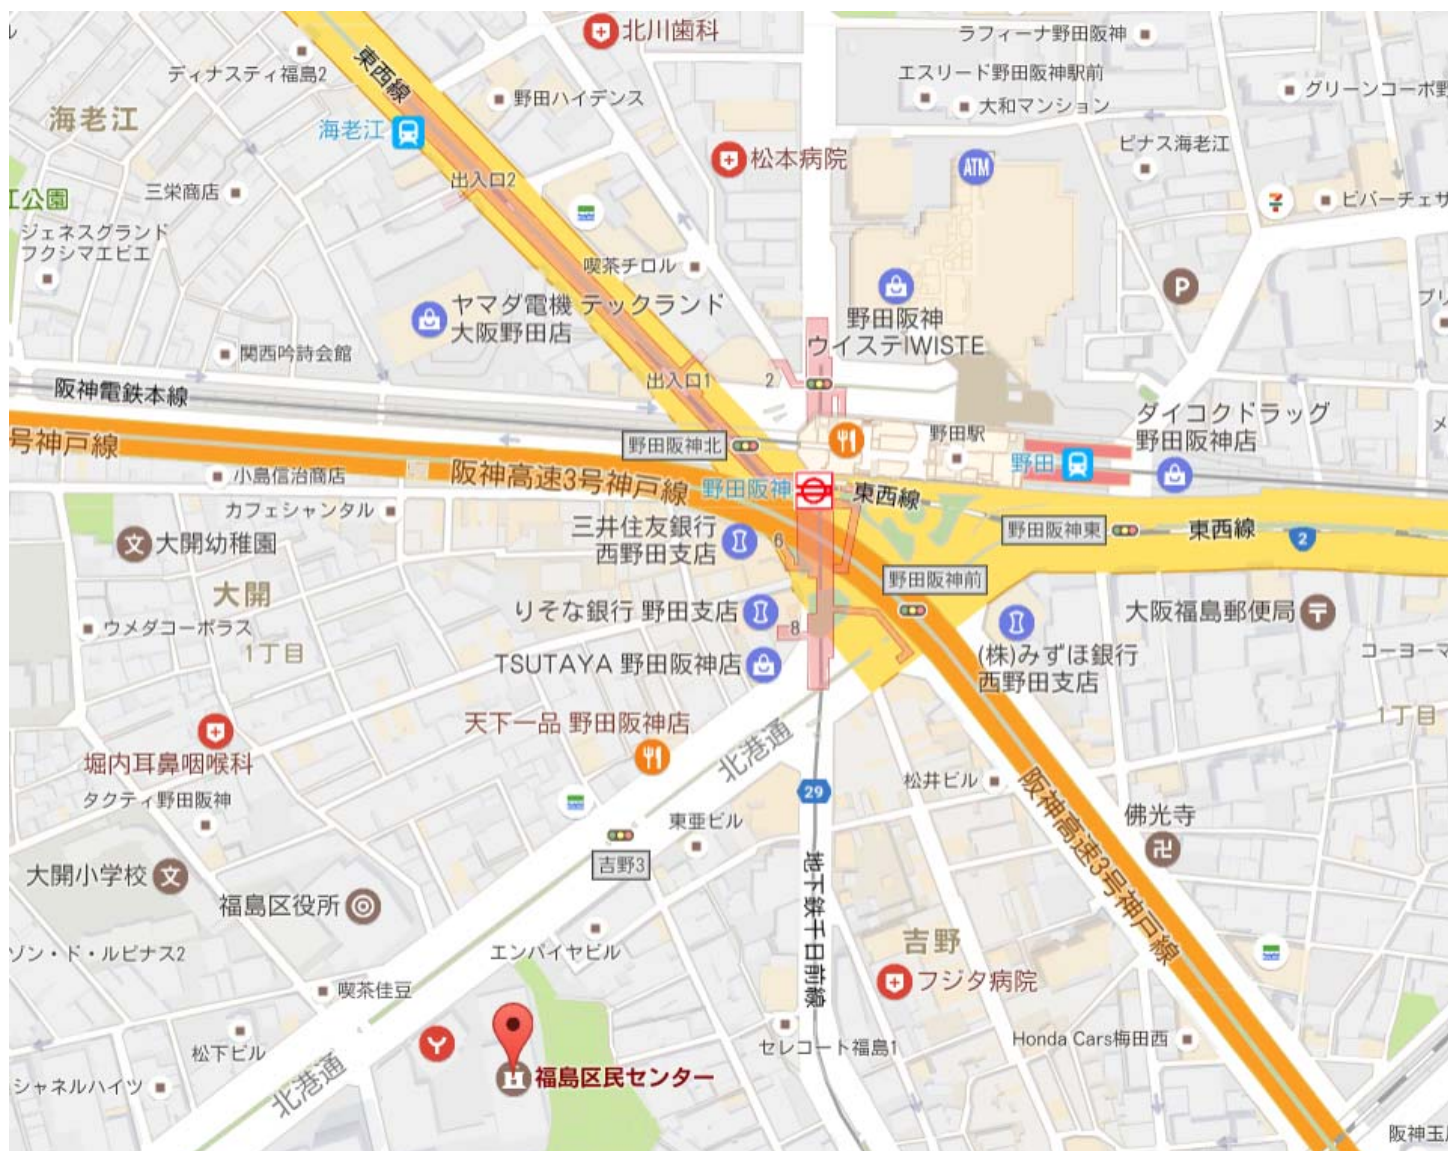 北川歯科
ラフィーナ野田阪神
東西線
ディナスティ福島2
エスリード野田阪神駅前
野田ハイデンス
大和マンション
グリーンコーポ野
海老江
海老江
松本病院
ATM
ビナス海老江
出入口2
三栄商店
江公園
ビバーチェサ
ジェネスグランド
フクシマエビエ
喫茶チロル
P
ヤマダ電機 テックランド
大阪野田店
野田阪神
ウイステ|WISTE
ブリ
関西吟詩会館
出入口1
2
阪神電鉄本線
ダイコクドラッグ
野田阪神店
メ
号神戸線
野田阪神北
野田駅
野田
小島信治商店
阪神高速3号神戸線
野田阪神
東西線
カフェシャンタル
三井住友銀行
西野田支店
6
野田阪神東
東西線
2
文
大開幼稚園
野田阪神前
大開
りそな銀行 野田支店
大阪福島郵便局
ウメダコーポラス
8
1丁目
TSUTAYA 野田阪神店
(株)みずほ銀行
西野田支店
コーヨーマ
天下一品 野田阪神店
1丁目
北港通
堀内耳鼻咽喉科
タクティ野田阪神
29
松井ビル
阪神高速3号神戸線
東亜ビル
佛光寺
吉野3
大開小学校
文
福島区役所
地下鉄千日前線
ゾン・ド・ルピナス2
エンパイヤビル
吉野
喫茶佳豆
フジタ病院
松下ビル
セレコート福島1
Honda Cars梅田西
シャネルハイツ
北港通
福島区民センター
阪神玉川